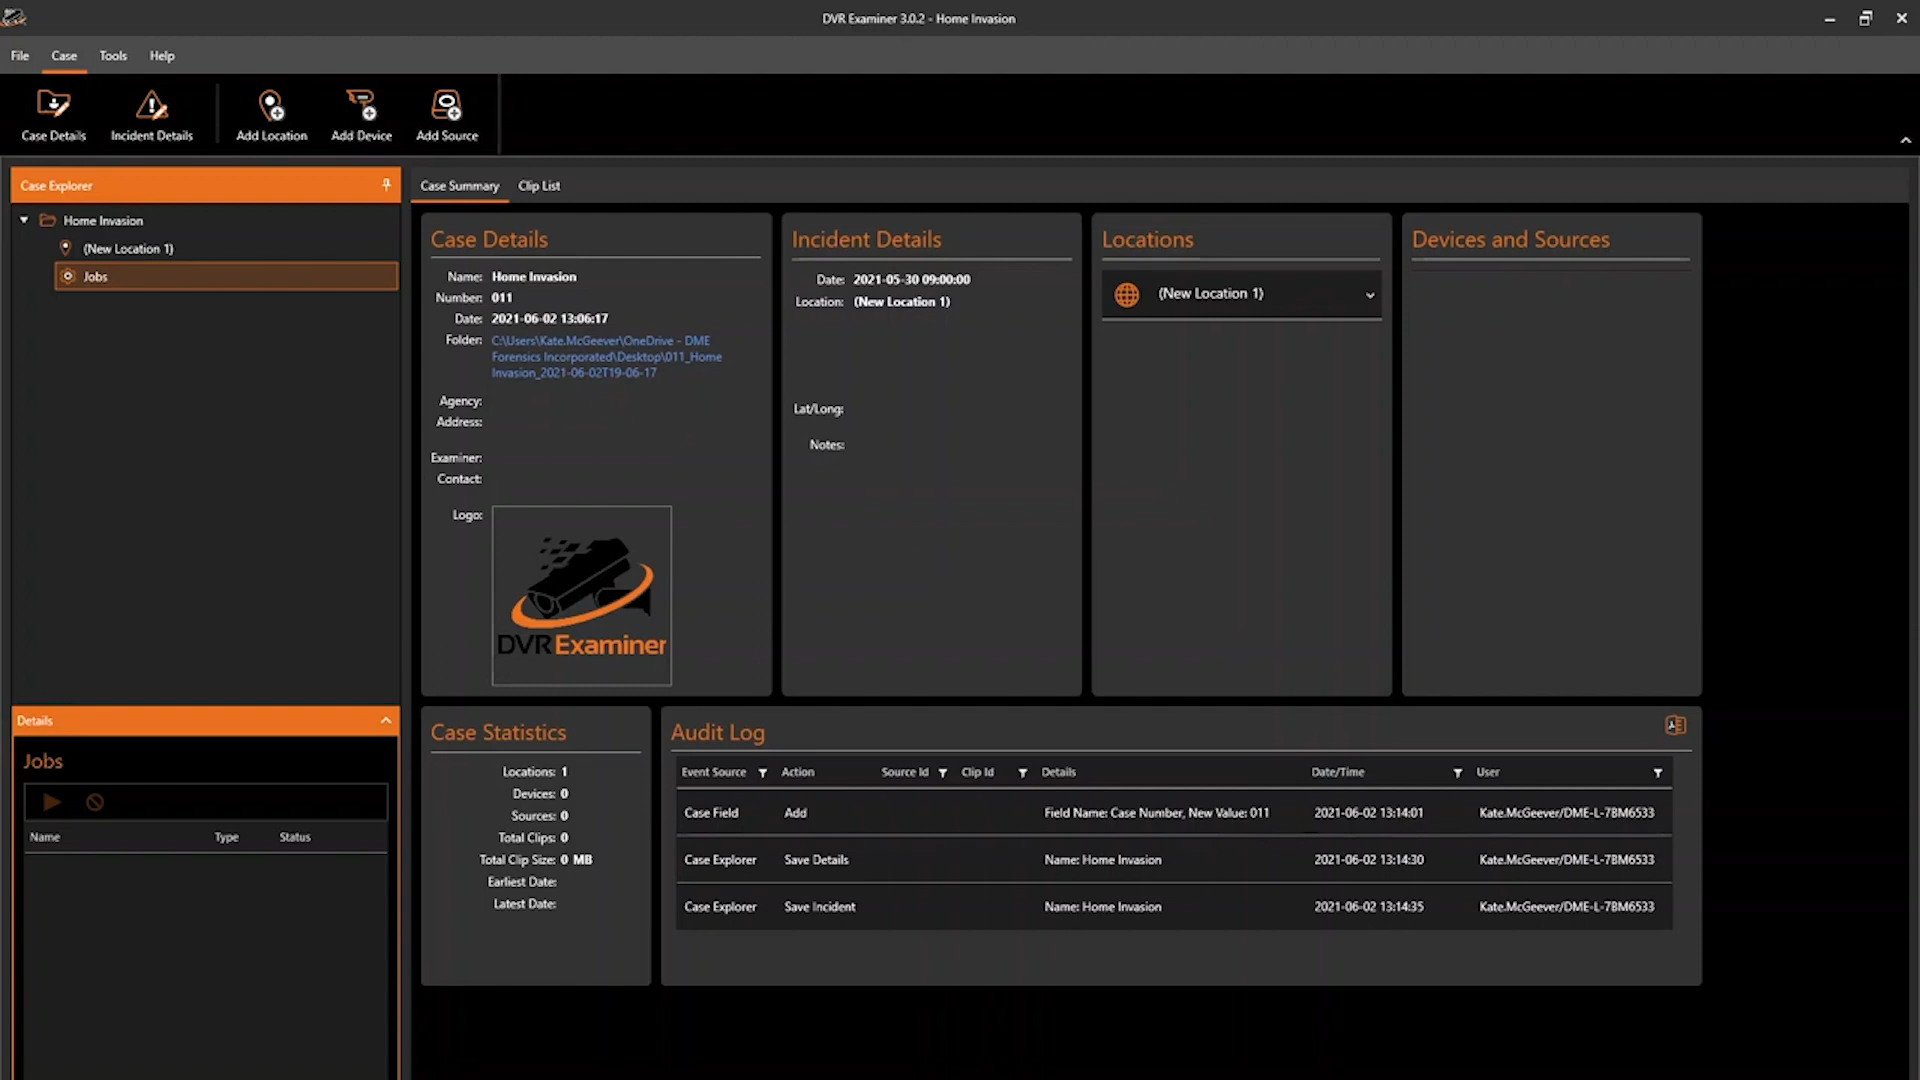 DVR Examiner 3.0.2 - Home Invasion
File Case Tools Help
Case Details Incident Details Add Location Add Device Add Source
Case Explorer
Home Invasion
(New Location 1)
Jobs
Case Summary Clip List
Case Details
Name: Home Invasion
Number: 011
Date: 2021-06-02 13:06:17
Folder: C:\Users\Kate.McGeever\OneDrive - DME
Forensics Incorporated\Desktop\011_Home
Invasion_2021-06-02T19-06-17
Agency:
Address:
Examiner:
Contact:
Logo:
DVR Examiner
Incident Details
Date: 2021-05-30 09:00:00
Location: (New Location 1)
Lat/Long:
Notes:
Locations
(New Location 1)
Devices and Sources
Details
Jobs
Name Type Status
Case Statistics
Locations: 1
Devices: 0
Sources: 0
Total Clips: 0
Total Clip Size: 0 MB
Earliest Date:
Latest Date:
Audit Log
Event Source Action Source Id Clip Id Details Date/Time User
Case Field Add Field Name: Case Number, New Value: 011 2021-06-02 13:14:01 Kate.McGeever/DME-L-7BM6533
Case Explorer Save Details Name: Home Invasion 2021-06-02 13:14:30 Kate.McGeever/DME-L-7BM6533
Case Explorer Save Incident Name: Home Invasion 2021-06-02 13:14:35 Kate.McGeever/DME-L-7BM6533